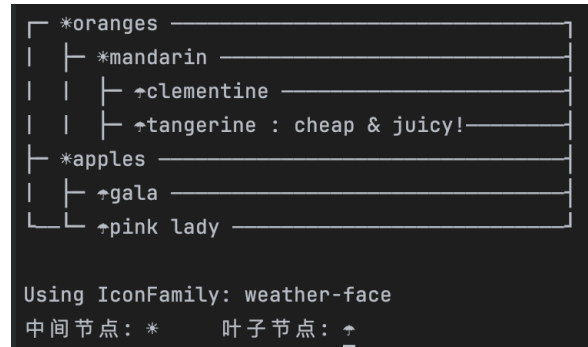 ┌─ ☀oranges ─────────────────────────────────┐
│  ├─ ☀mandarin ─────────────────────────────┤
│  │  ├─ ☂clementine ────────────────────────┤
│  │  ├─ ☂tangerine : cheap & juicy!─────────┤
├─ ☀apples ──────────────────────────────────┤
│  ├─ ☂gala ─────────────────────────────────┤
└──└─ ☂pink lady ────────────────────────────┘
Using IconFamily: weather-face
中间节点: ☀     叶子节点: ☂